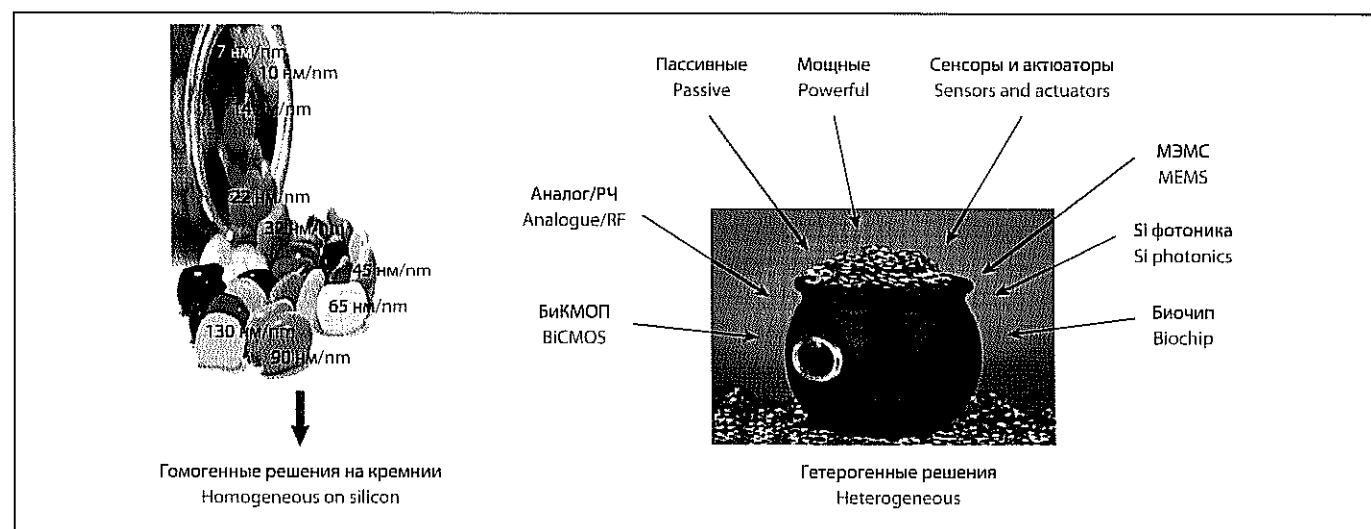 7 нм/nm
10 нм/nm
14 нм/nm
22 нм/nm
32 нм/nm
45 нм/nm
65 нм/nm
130 нм/nm
90 нм/nm
Гомогенные решения на кремнии
Homogeneous on silicon
Пассивные
Passive
Мощные
Powerful
Сенсоры и актюаторы
Sensors and actuators
МЭМС
MEMS
Аналог/РЧ
Analogue/RF
Si фотоника
Si photonics
БиКМОП
BiCMOS
Биочип
Biochip
Гетерогенные решения
Heterogeneous